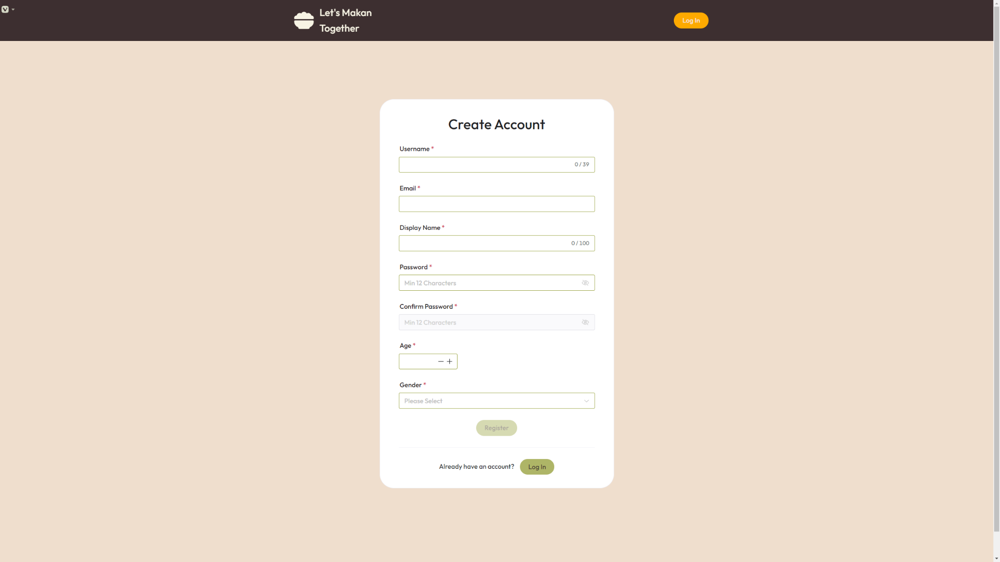 Let's Makan
Together
Log In
Create Account
Username *
0 / 39
Email *
Display Name *
0 / 100
Password *
Min 12 Characters
Confirm Password *
Min 12 Characters
Age *
Gender *
Please Select
Register
Already have an account? Log In